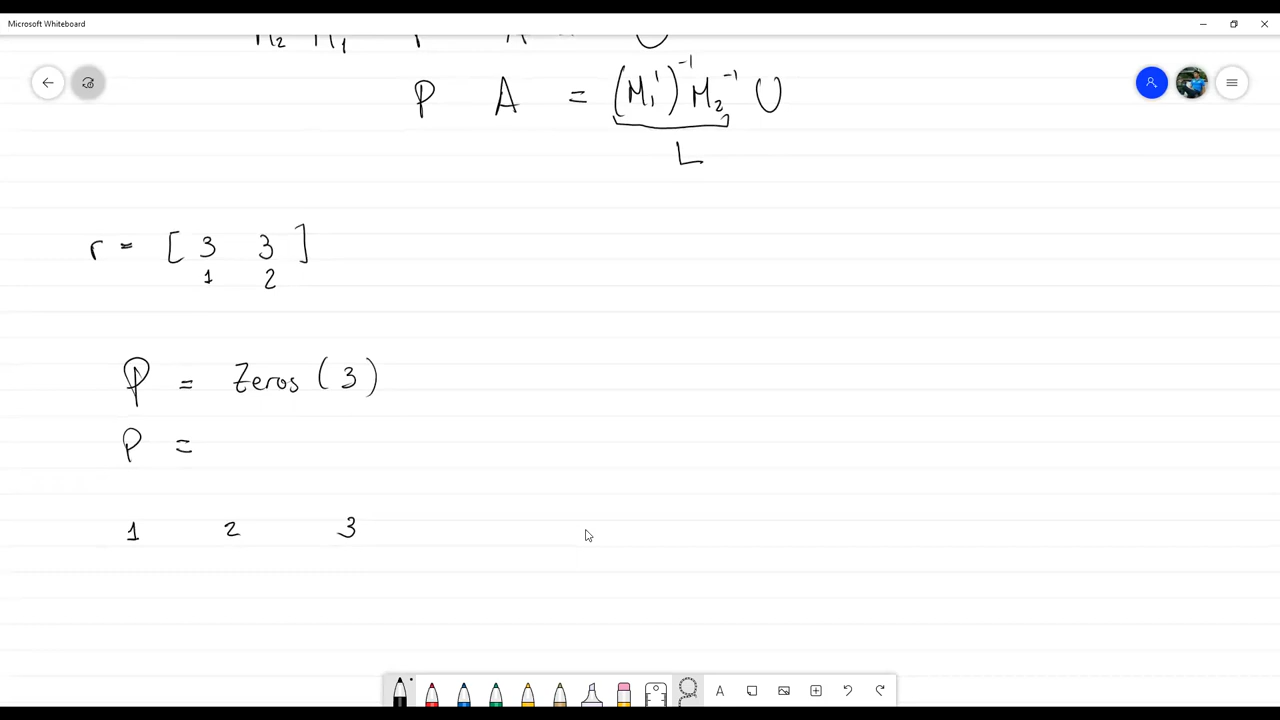 Microsoft Whiteboard
P A = (M₁')⁻¹ M₂⁻¹ U
L
r = [ 3 3 ]
1 2
P = Zeros ( 3 )
P =
1 2 3
A